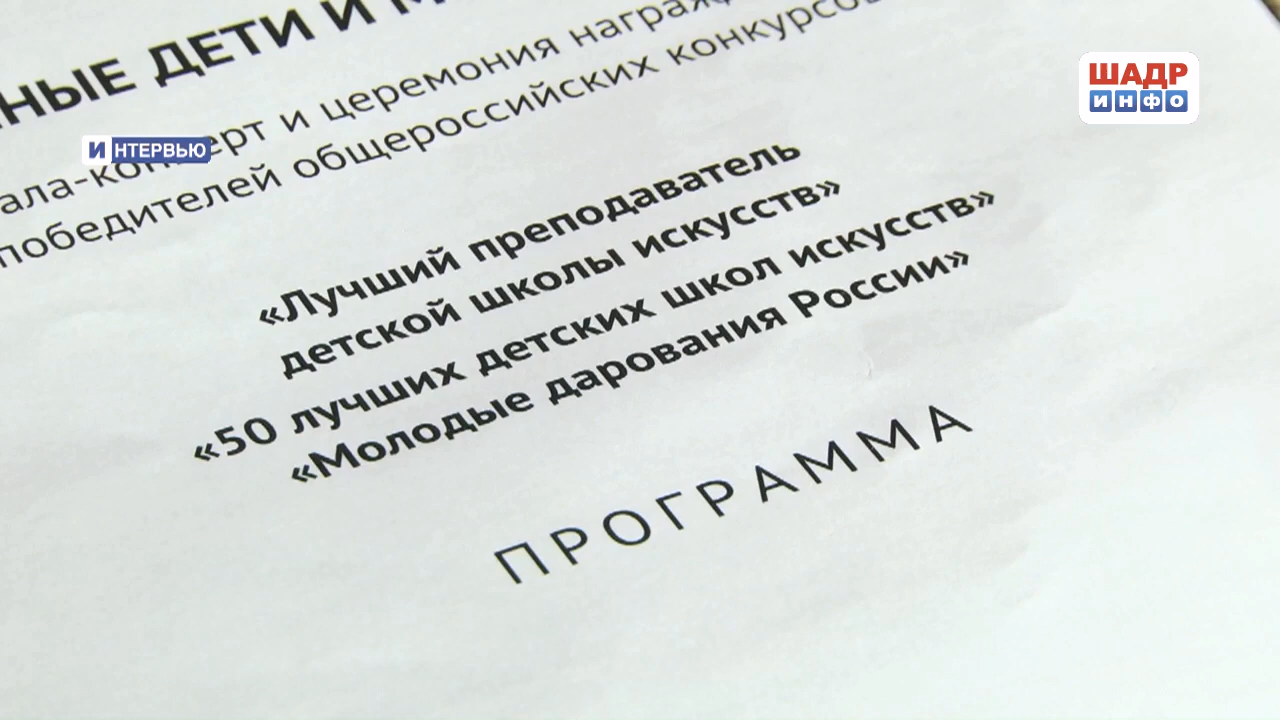 НЫЕ ДЕТИ И
ала-концерт и церемония награж
победителей общероссийских конкурсов
«Лучший преподаватель
детской школы искусств»
«50 лучших детских школ искусств»
«Молодые дарования России»
ПРОГРАММА
ИНТЕРВЬЮ
ШАДР
инфо